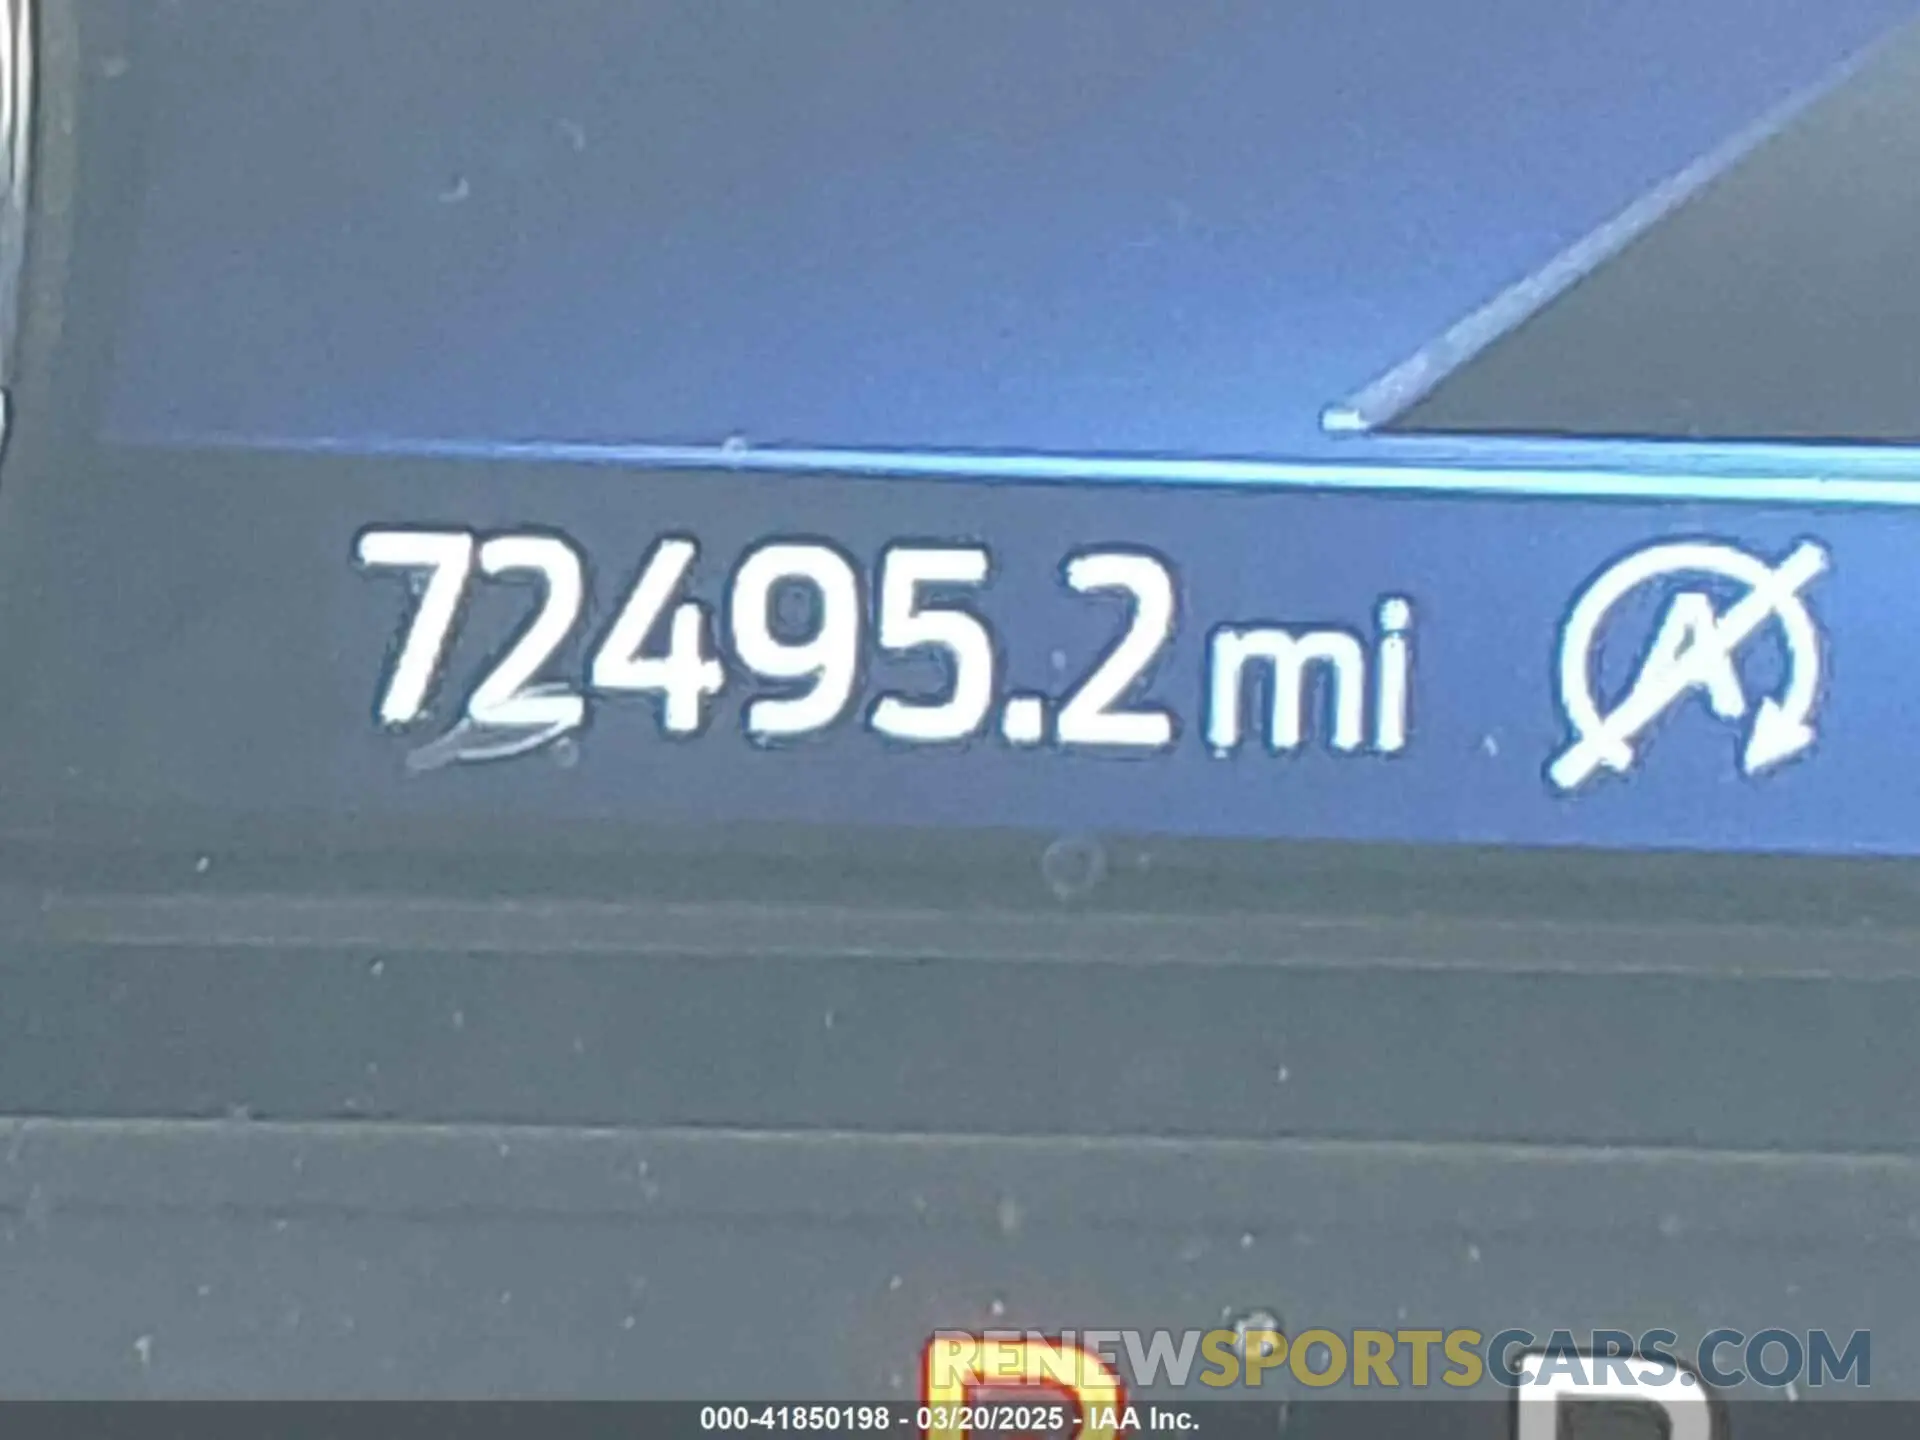 72495.2 mi A
RENEWSPORTSCARS.COM
P R
000-41850198 - 03/20/2025 - IAA Inc.